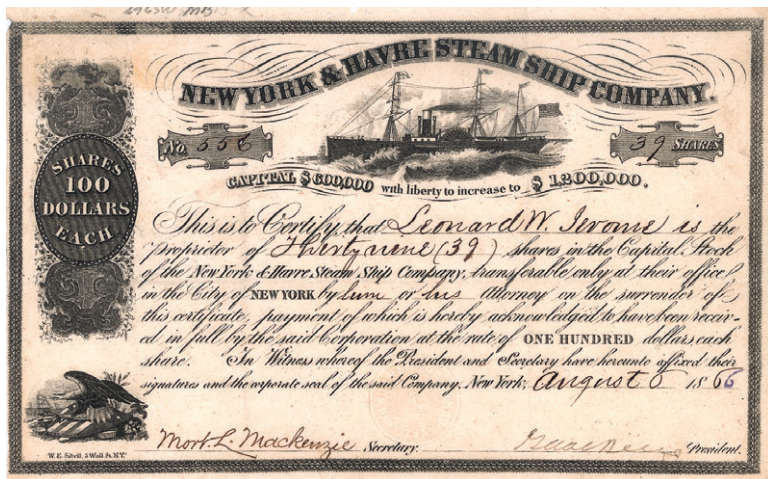 NEW YORK & HAVRE STEAM SHIP COMPANY.
No. 556
39 SHARES
CAPITAL $600,000 with liberty to increase to $1,200,000.
SHARES
100
DOLLARS
EACH
This is to Certify, that Leonard W. Jerome is the
proprietor of Thirty nine (39) shares in the Capital Stock
of the New York & Havre Steam Ship Company, transferable only at their office
in the City of NEW YORK by him or his Attorney on the surrender of
this certificate, payment of which is hereby acknowledged to have been receiv-
ed in full by the said Corporation at the rate of ONE HUNDRED dollars each
share. In Witness whereof the President and Secretary have hereunto affixed their
signatures and the corporate seal of the said Company, New York, August 6 1866
Mort. L. Mackenzie Secretary. President.
W. E. Sibell, 5 Wall St. N.Y.